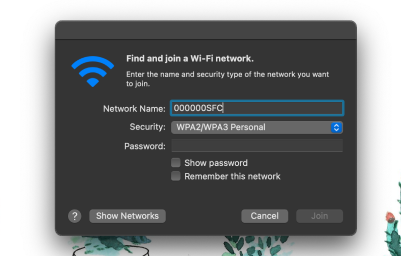 Find and join a Wi-Fi network.
Enter the name and security type of the network you want
to join.
Network Name: 000000SFC
Security: WPA2/WPA3 Personal
Password:
Show password
Remember this network
? Show Networks Cancel Join